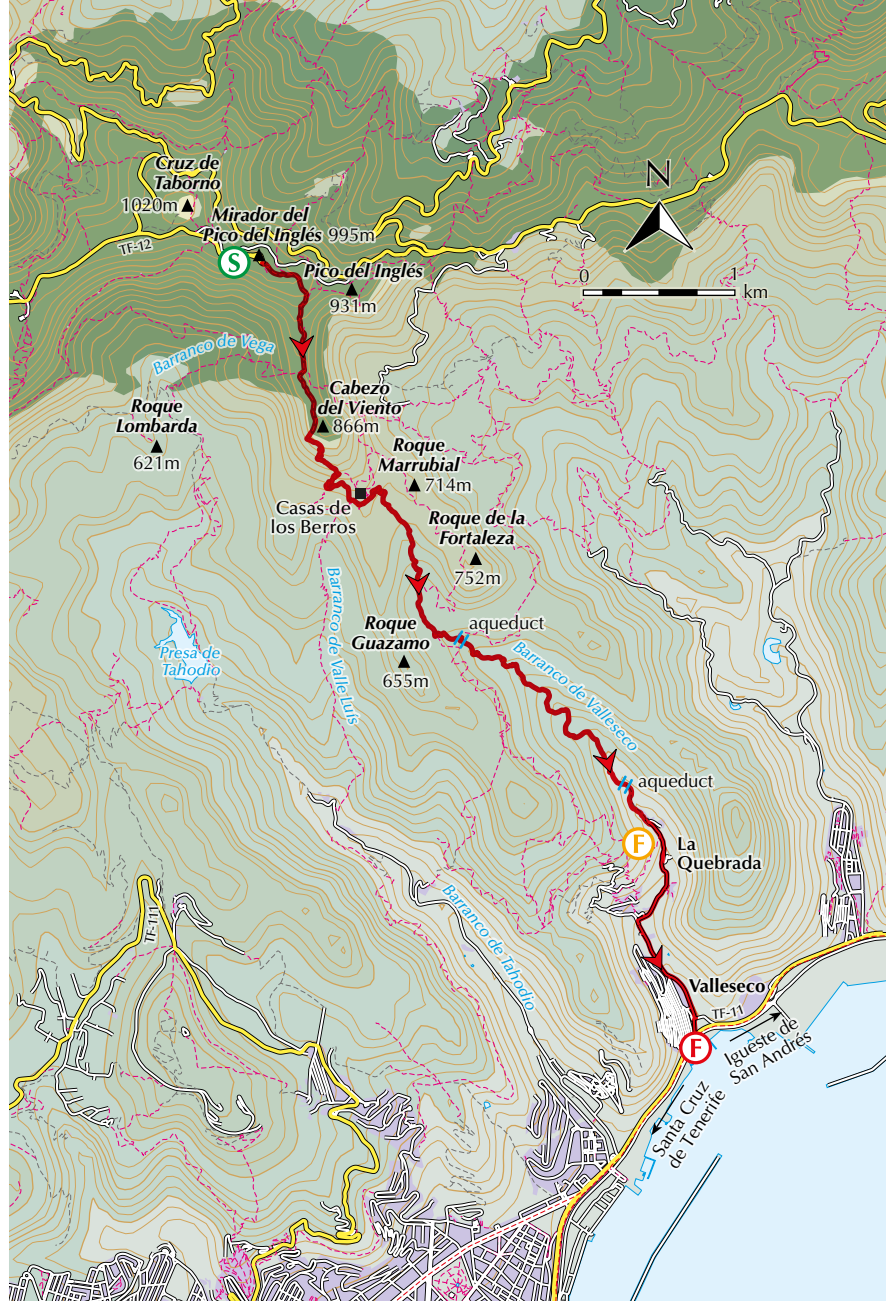 Cruz de
Taborno
1020m
N
Mirador del
Pico del Inglés 995m
TF-12
S
Pico del Inglés
931m
0
1
km
Barranco de Vega
Cabezo
del Viento
866m
Roque
Lombarda
621m
Roque
Marrubial
714m
Casas de
los Berros
Roque de la
Fortaleza
752m
Barranco de Valle Luis
Roque
Guazamo
655m
aqueduct
Presa de
Tahodio
Barranco de Valleseco
aqueduct
F
La
Quebrada
TF-111
Barranco de Tahodio
Valleseco
TF-11
F
Igueste de
San Andrés
Santa Cruz
de Tenerife